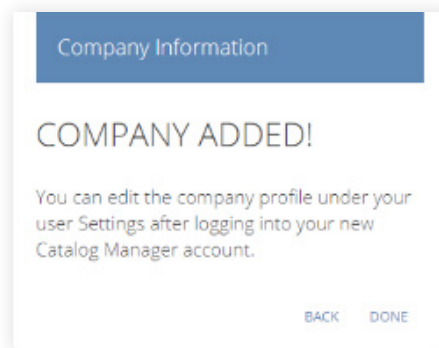 Company Information
COMPANY ADDED!
You can edit the company profile under your
user Settings after logging into your new
Catalog Manager account.
BACK DONE